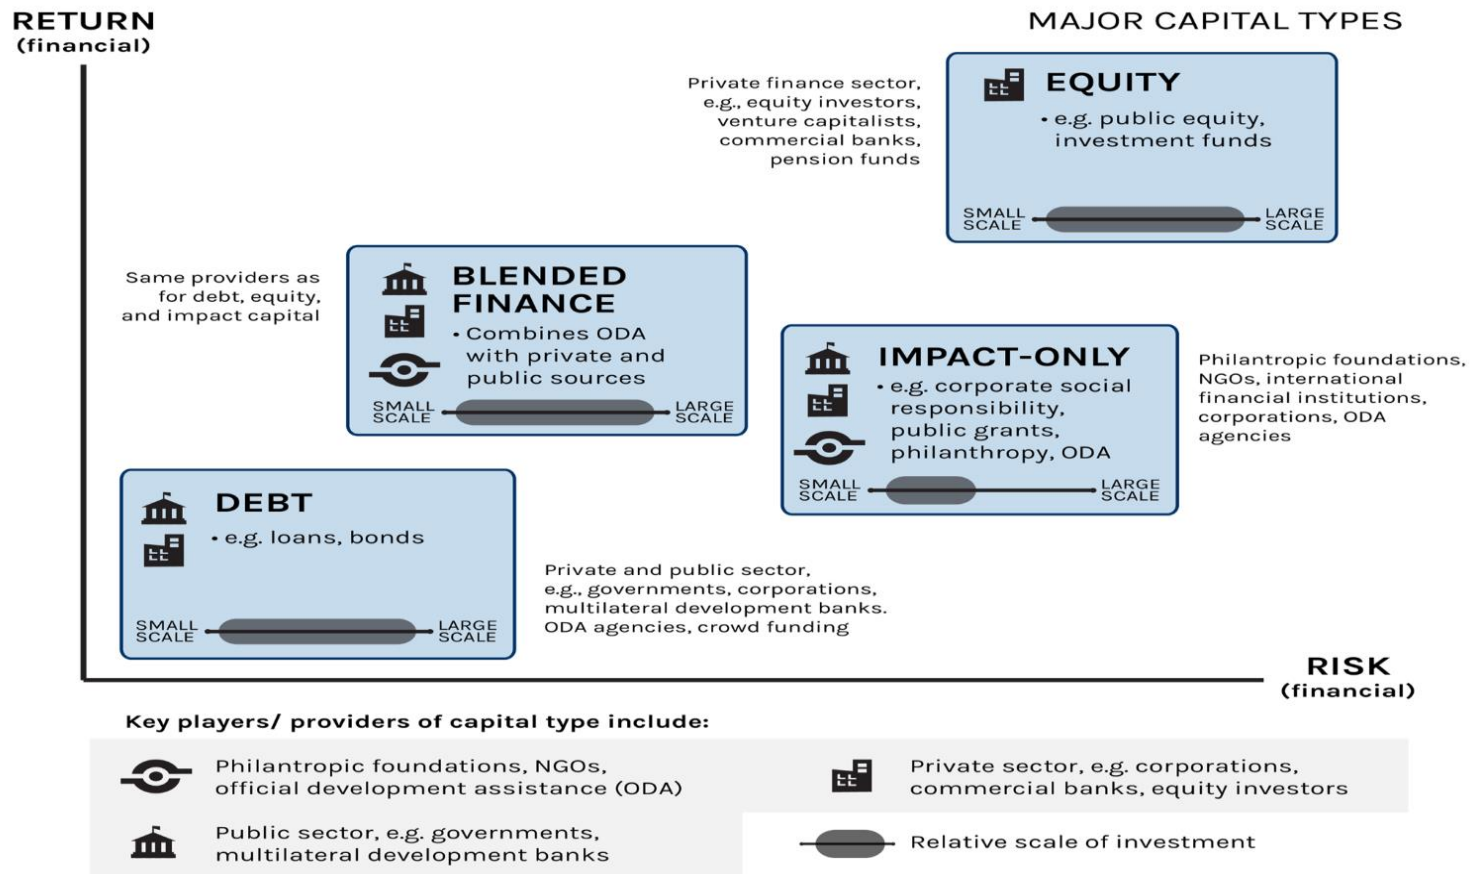 RETURN
(financial)
MAJOR CAPITAL TYPES
Private finance sector,
e.g., equity investors,
venture capitalists,
commercial banks,
pension funds
EQUITY
• e.g. public equity,
investment funds
SMALL
SCALE
LARGE
SCALE
Same providers as
for debt, equity,
and impact capital
BLENDED
FINANCE
• Combines ODA
with private and
public sources
SMALL
SCALE
LARGE
SCALE
IMPACT-ONLY
• e.g. corporate social
responsibility,
public grants,
philanthropy, ODA
SMALL
SCALE
LARGE
SCALE
Philantropic foundations,
NGOs, international
financial institutions,
corporations, ODA
agencies
DEBT
• e.g. loans, bonds
SMALL
SCALE
LARGE
SCALE
Private and public sector,
e.g., governments, corporations,
multilateral development banks.
ODA agencies, crowd funding
RISK
(financial)
Key players/ providers of capital type include:
Philantropic foundations, NGOs,
official development assistance (ODA)
Private sector, e.g. corporations,
commercial banks, equity investors
Public sector, e.g. governments,
multilateral development banks
Relative scale of investment